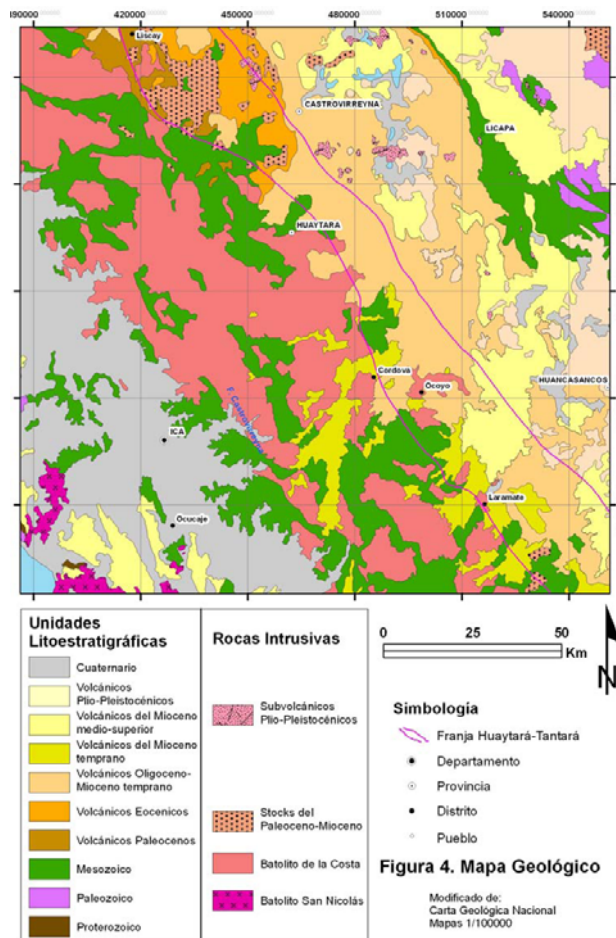 390000 420000 450000 480000 510000 540000
Liscay
CASTROVIRREYNA
LICAPA
HUAYTARA
Cordova
Ocoyo
HUANCASANCOS
F. Castrovirreyna
ICA
Laramate
Ocucaje
Unidades
Litoestratigráficas
Cuaternario
Volcánicos
Plio-Pleistocénicos
Volcánicos del Mioceno
medio-superior
Volcánicos del Mioceno
temprano
Volcánicos Oligoceno-
Mioceno temprano
Volcánicos Eocenicos
Volcánicos Paleocenos
Mesozoico
Paleozoico
Proterozoico
Rocas Intrusivas
Subvolcánicos
Plio-Pleistocénicos
Stocks del
Paleoceno-Mioceno
Batolito de la Costa
Batolito San Nicolás
0 25 50
Km
N
Simbología
Franja Huaytará-Tantará
Departamento
Provincia
Distrito
Pueblo
Figura 4. Mapa Geológico
Modificado de:
Carta Geológica Nacional
Mapas 1/100000